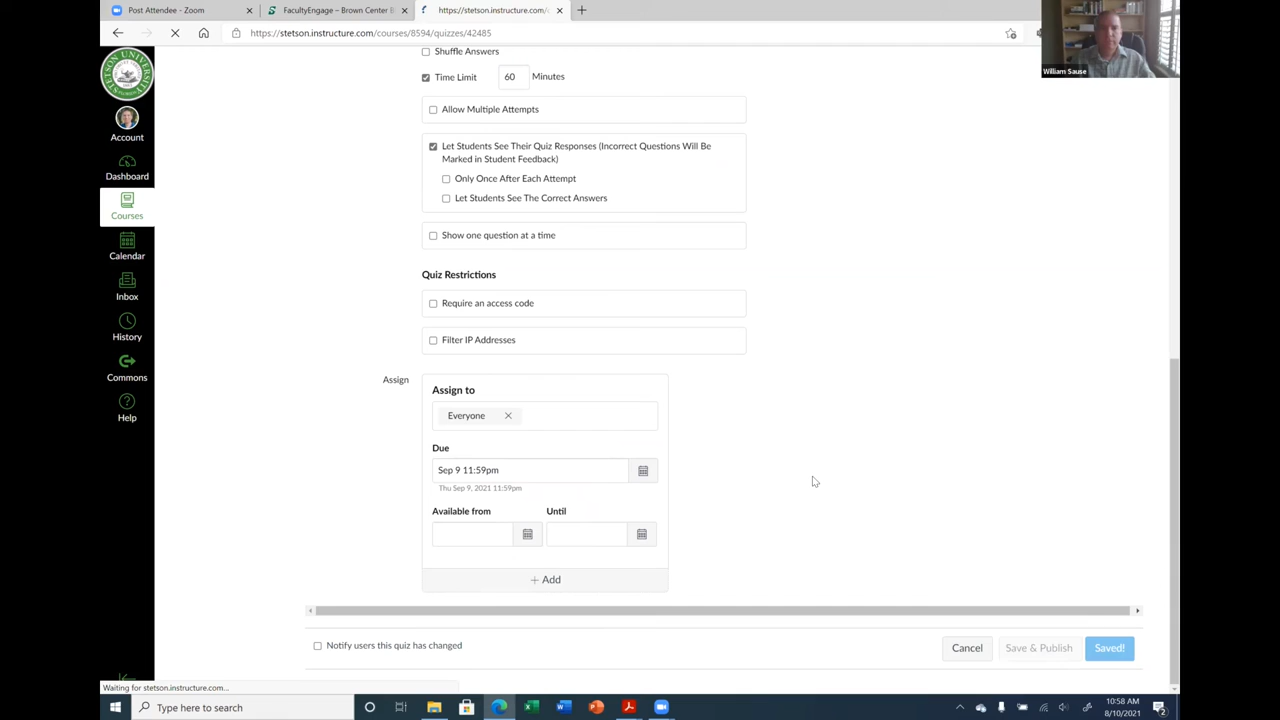 Post Attendee - Zoom
FacultyEngage – Brown Center
https://stetson.instructure.com/c
https://stetson.instructure.com/courses/8594/quizzes/42485
William Sause
STETSON UNIVERSITY
Account
Dashboard
Courses
Calendar
Inbox
History
Commons
Help
Shuffle Answers
Time Limit 60 Minutes
Allow Multiple Attempts
Let Students See Their Quiz Responses (Incorrect Questions Will Be
Marked in Student Feedback)
Only Once After Each Attempt
Let Students See The Correct Answers
Show one question at a time
Quiz Restrictions
Require an access code
Filter IP Addresses
Assign
Assign to
Everyone
Due
Sep 9 11:59pm
Thu Sep 9, 2021 11:59pm
Available from Until
+ Add
Notify users this quiz has changed
Cancel Save & Publish Saved!
Waiting for stetson.instructure.com...
Type here to search
10:58 AM
8/10/2021
2